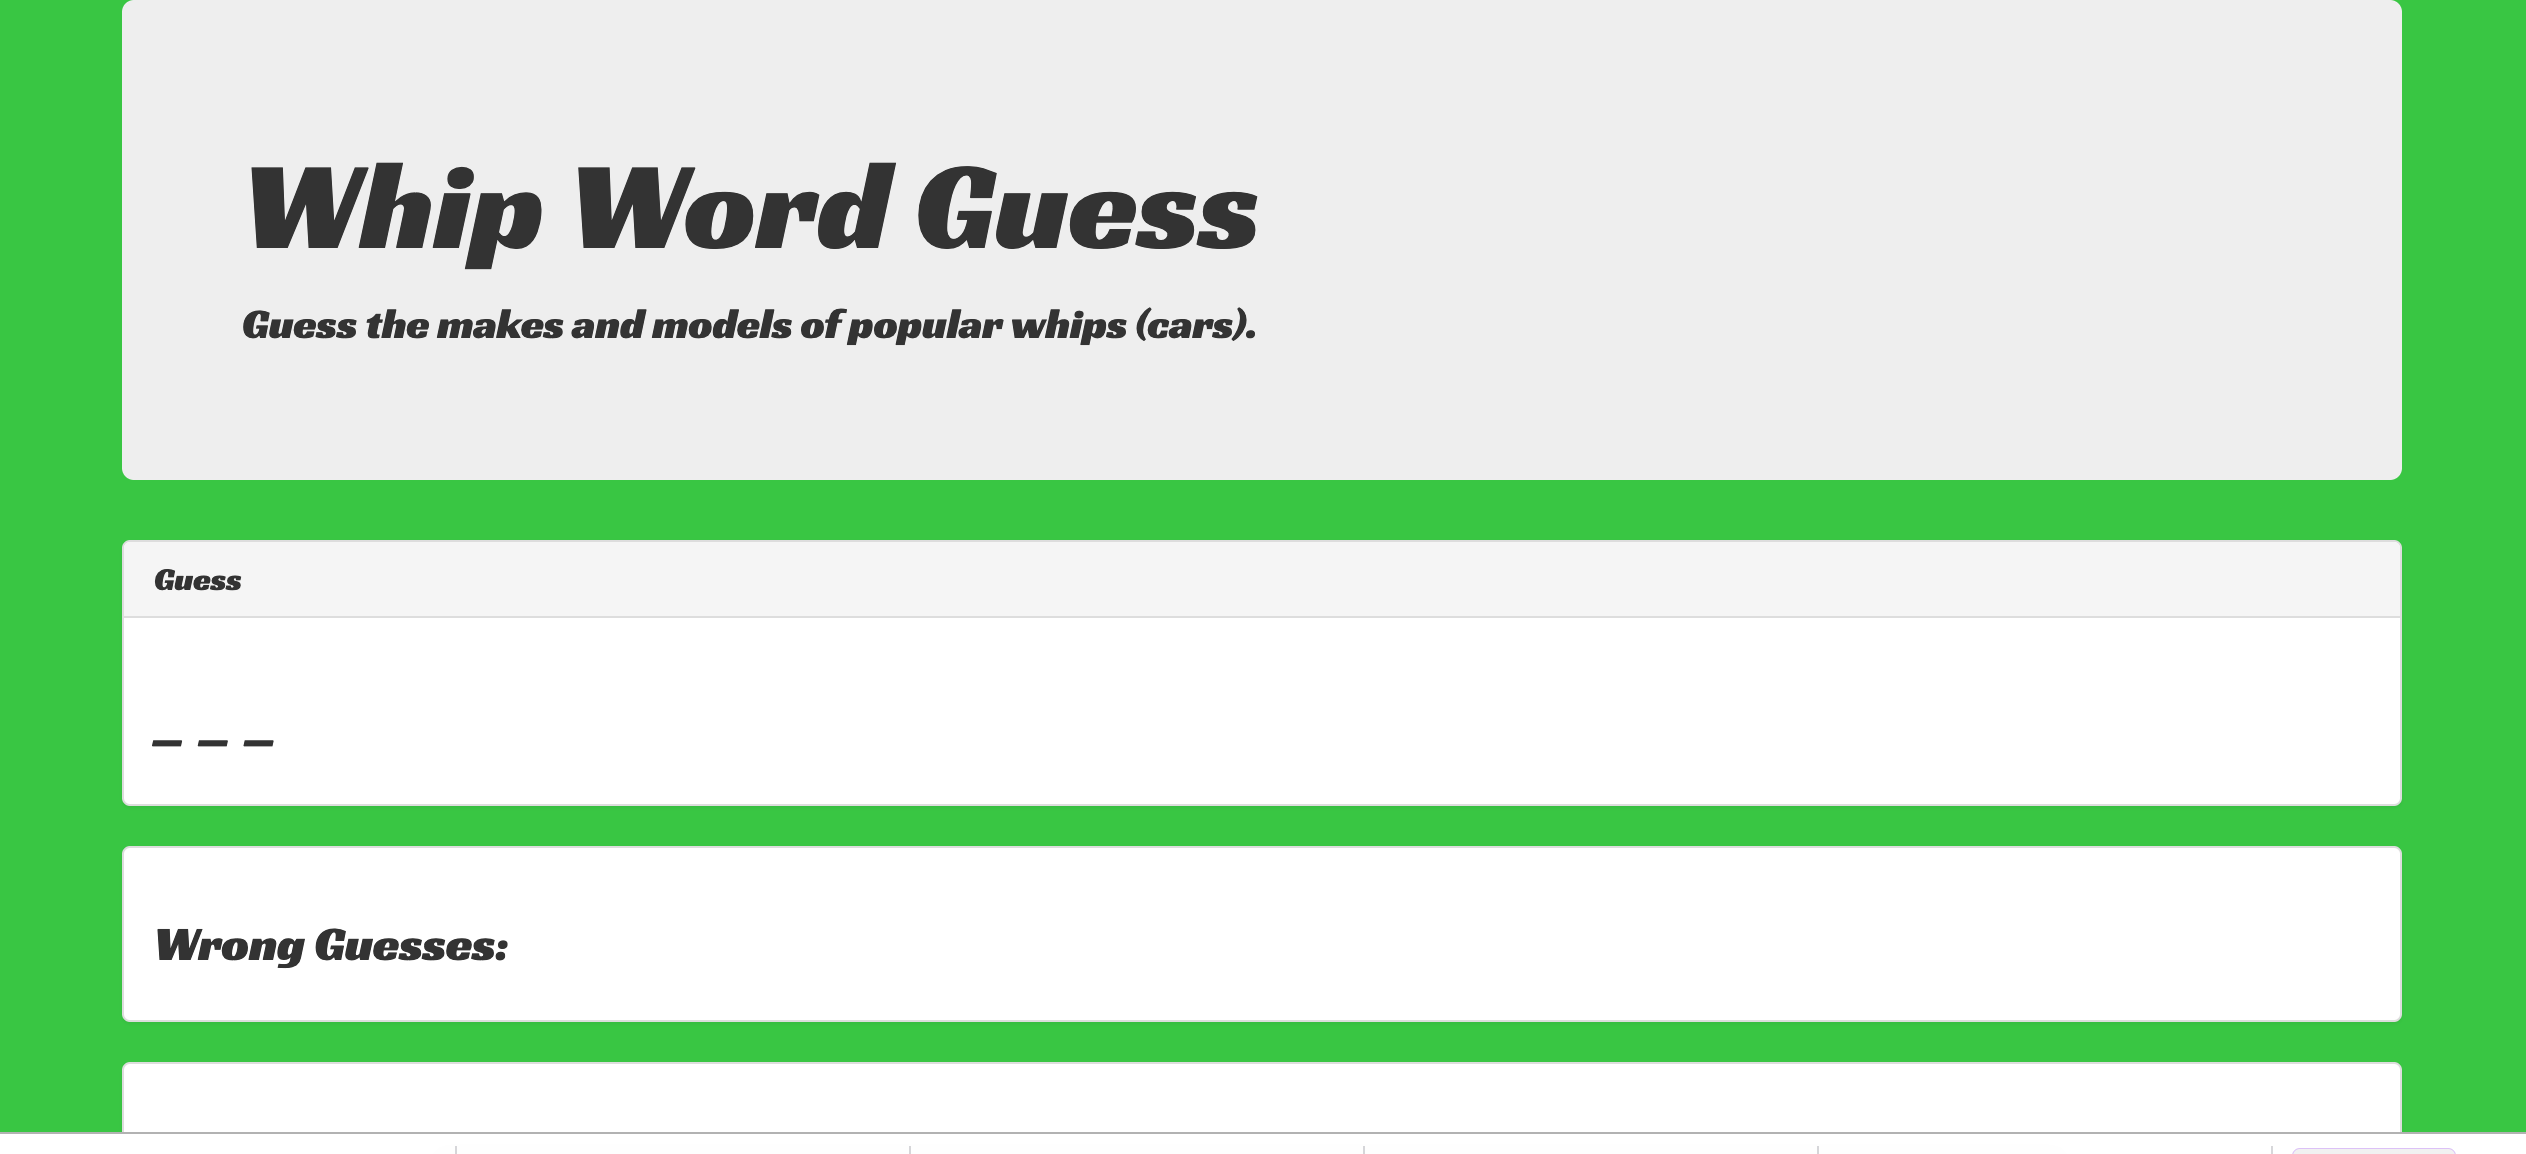 Whip Word Guess
Guess the makes and models of popular whips (cars).
Guess
_ _ _
Wrong Guesses: